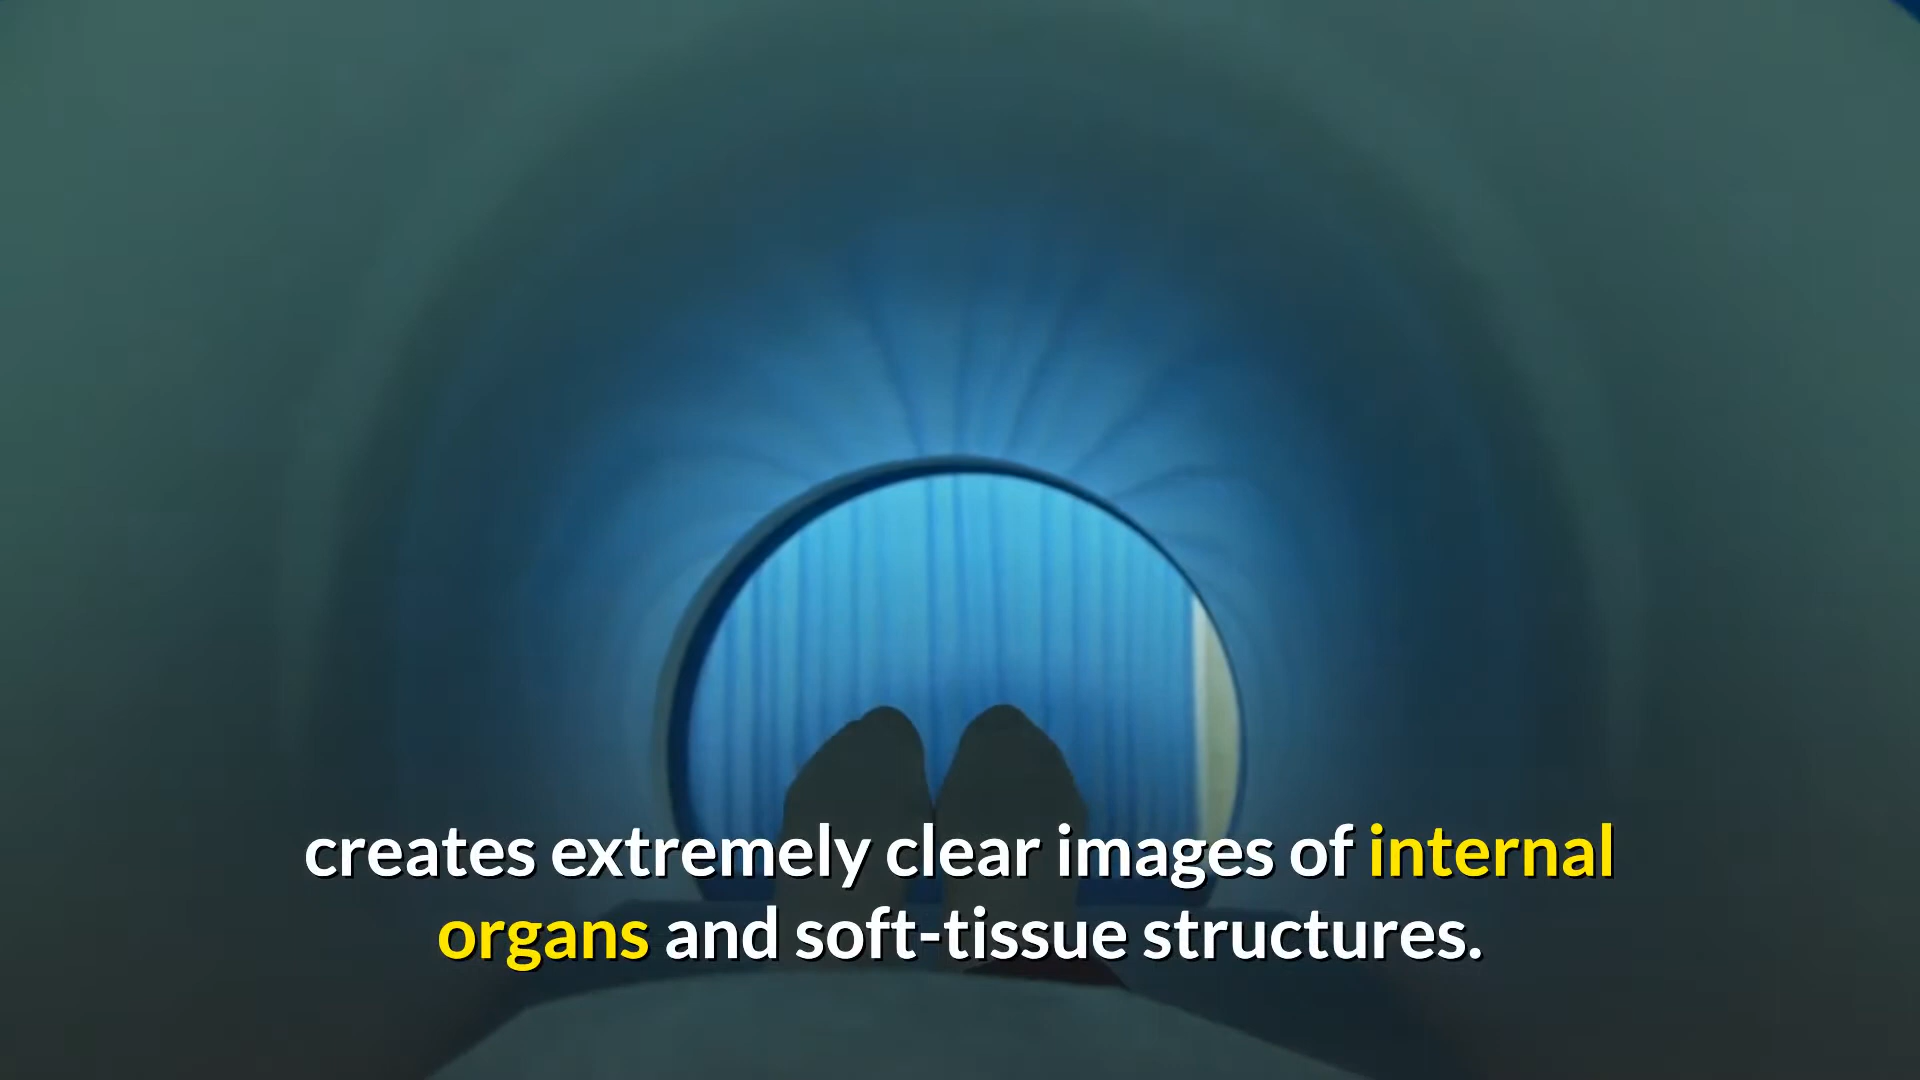 creates extremely clear images of internal
organs and soft-tissue structures.